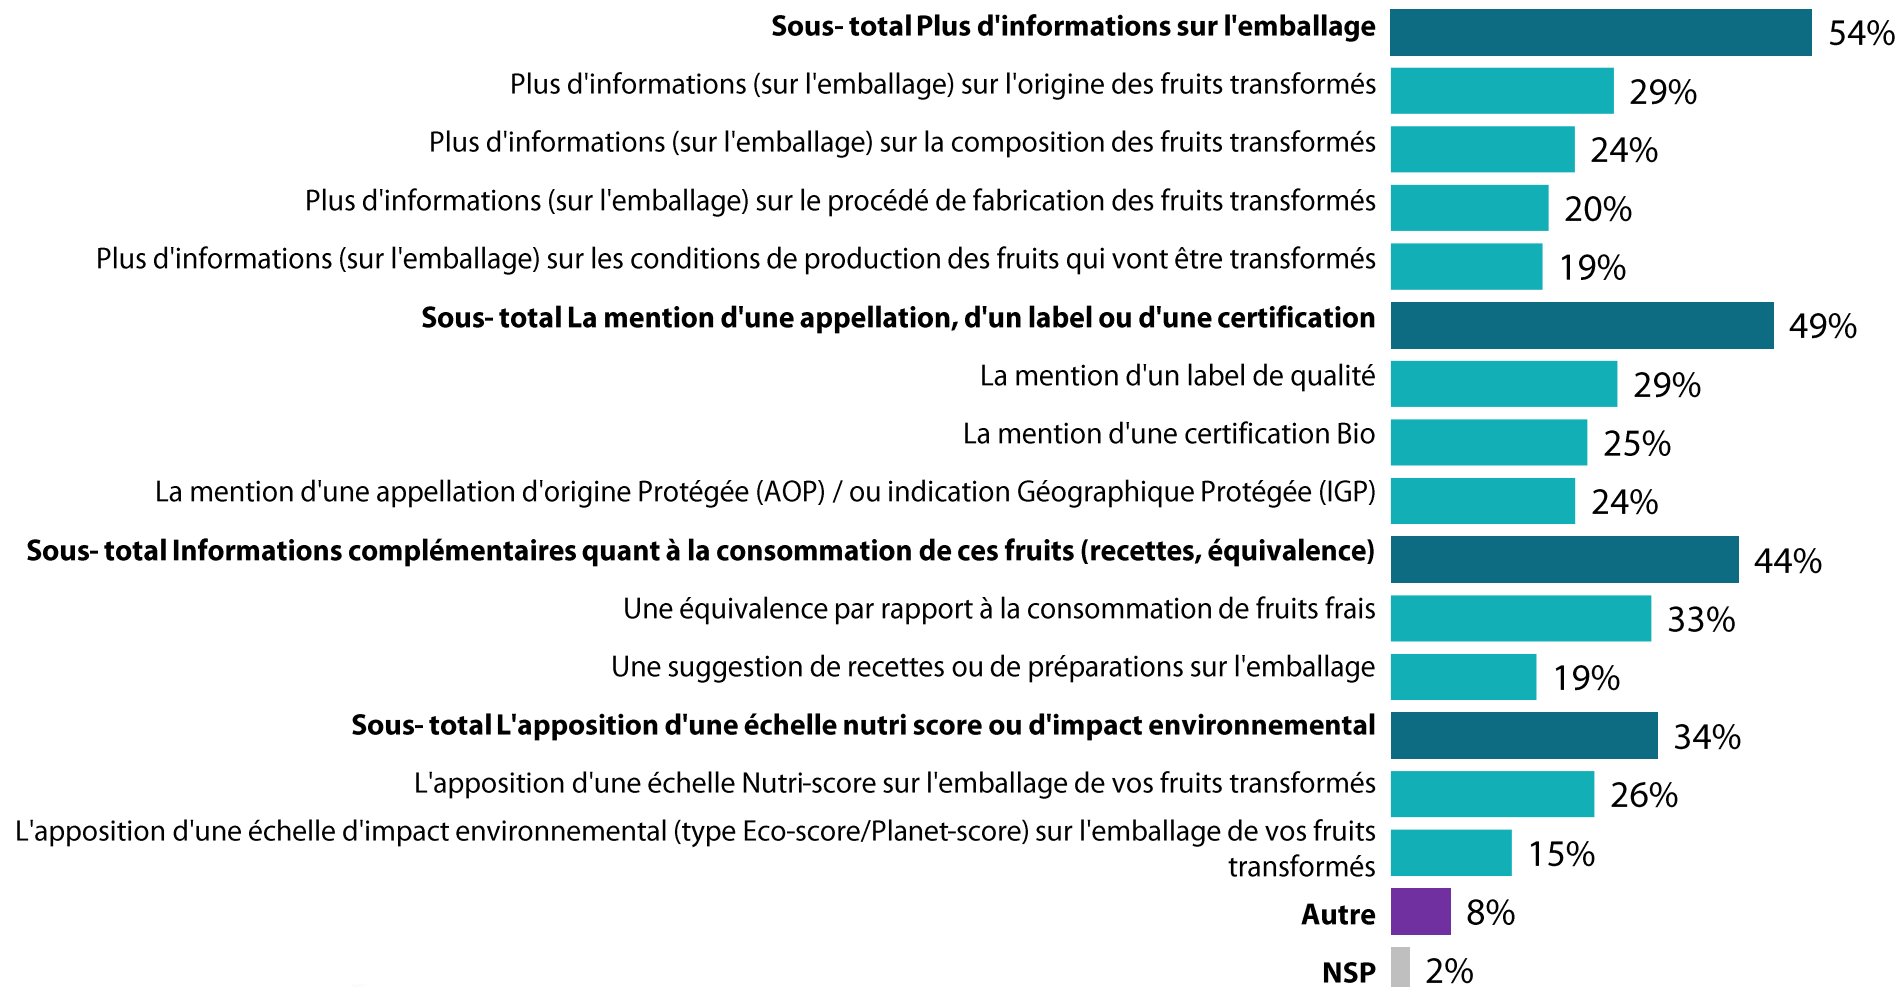 Sous- total Plus d'informations sur l'emballage 54%
Plus d'informations (sur l'emballage) sur l'origine des fruits transformés 29%
Plus d'informations (sur l'emballage) sur la composition des fruits transformés 24%
Plus d'informations (sur l'emballage) sur le procédé de fabrication des fruits transformés 20%
Plus d'informations (sur l'emballage) sur les conditions de production des fruits qui vont être transformés 19%
Sous- total La mention d'une appellation, d'un label ou d'une certification 49%
La mention d'un label de qualité 29%
La mention d'une certification Bio 25%
La mention d'une appellation d'origine Protégée (AOP) / ou indication Géographique Protégée (IGP) 24%
Sous- total Informations complémentaires quant à la consommation de ces fruits (recettes, équivalence) 44%
Une équivalence par rapport à la consommation de fruits frais 33%
Une suggestion de recettes ou de préparations sur l'emballage 19%
Sous- total L'apposition d'une échelle nutri score ou d'impact environnemental 34%
L'apposition d'une échelle Nutri-score sur l'emballage de vos fruits transformés 26%
L'apposition d'une échelle d'impact environnemental (type Eco-score/Planet-score) sur l'emballage de vos fruits
transformés 15%
Autre 8%
NSP 2%